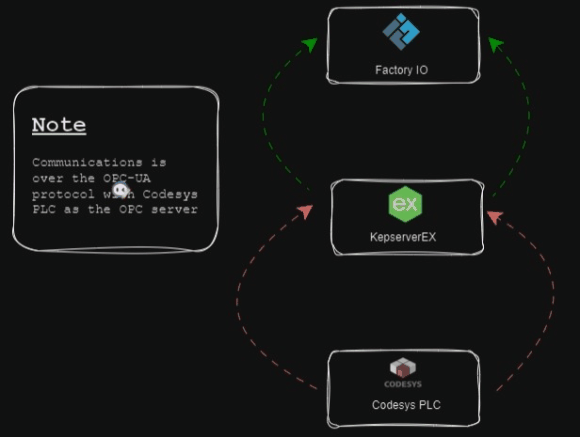 Factory IO
Note
Communications is
over the OPC-UA
protocol with Codesys
PLC as the OPC server
ex
KepserverEX
CODESYS
Codesys PLC